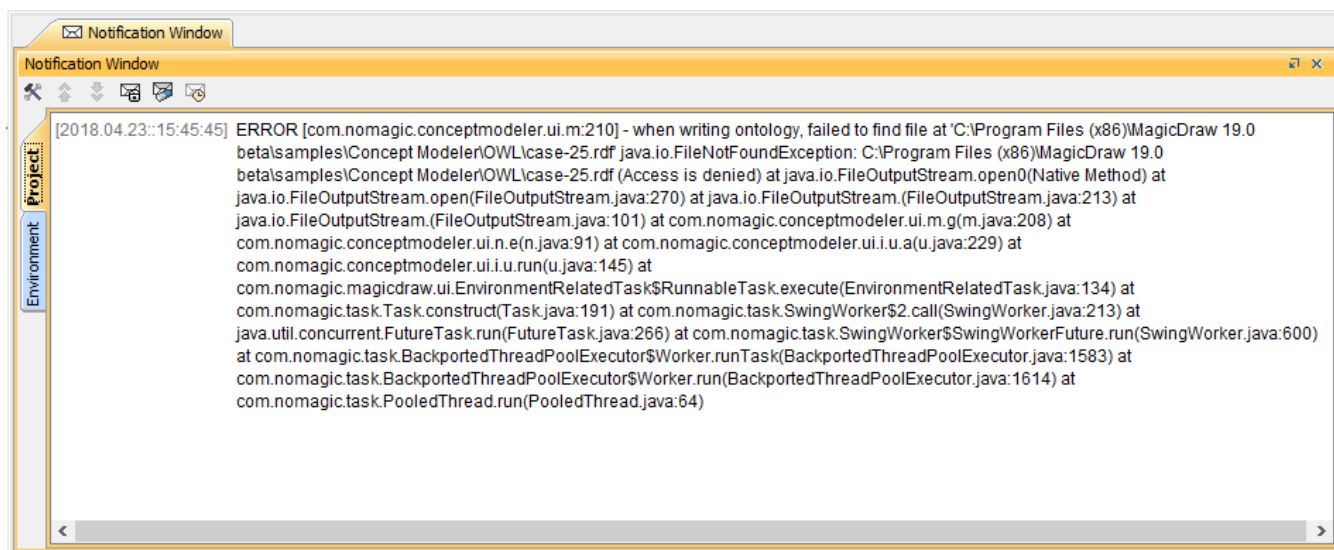 Notification Window
Notification Window
Project
Environment
[2018.04.23::15:45:45] ERROR [com.nomagic.conceptmodeler.ui.m:210] - when writing ontology, failed to find file at 'C:\Program Files (x86)\MagicDraw 19.0
beta\samples\Concept Modeler\OWL\case-25.rdf' java.io.FileNotFoundException: C:\Program Files (x86)\MagicDraw 19.0
beta\samples\Concept Modeler\OWL\case-25.rdf (Access is denied) at java.io.FileOutputStream.open0(Native Method) at
java.io.FileOutputStream.open(FileOutputStream.java:270) at java.io.FileOutputStream.(FileOutputStream.java:213) at
java.io.FileOutputStream.(FileOutputStream.java:101) at com.nomagic.conceptmodeler.ui.m.g(m.java:208) at
com.nomagic.conceptmodeler.ui.n.e(n.java:91) at com.nomagic.conceptmodeler.ui.i.u.a(u.java:229) at
com.nomagic.conceptmodeler.ui.i.u.run(u.java:145) at
com.nomagic.magicdraw.ui.EnvironmentRelatedTask$RunnableTask.execute(EnvironmentRelatedTask.java:134) at
com.nomagic.task.Task.construct(Task.java:191) at com.nomagic.task.SwingWorker$2.call(SwingWorker.java:213) at
java.util.concurrent.FutureTask.run(FutureTask.java:266) at com.nomagic.task.SwingWorker$SwingWorkerFuture.run(SwingWorker.java:600)
at com.nomagic.task.BackportedThreadPoolExecutor$Worker.runTask(BackportedThreadPoolExecutor.java:1583) at
com.nomagic.task.BackportedThreadPoolExecutor$Worker.run(BackportedThreadPoolExecutor.java:1614) at
com.nomagic.task.PooledThread.run(PooledThread.java:64)